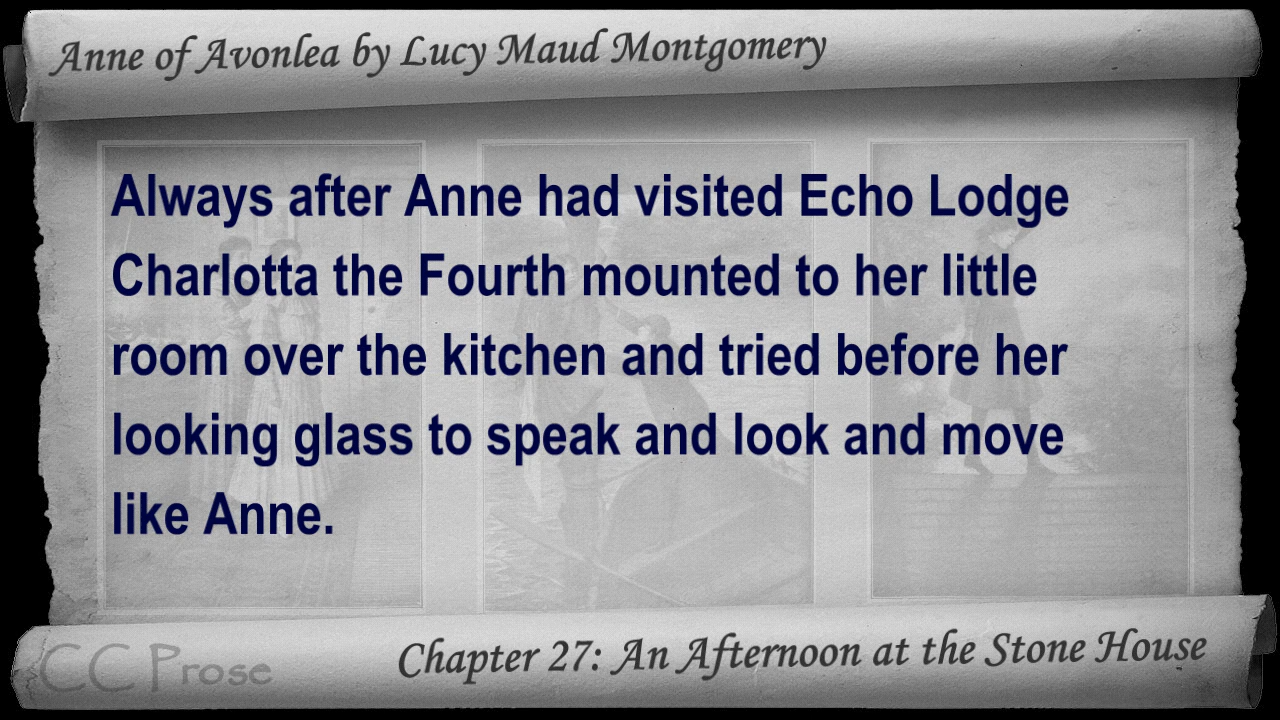 Anne of Avonlea by Lucy Maud Montgomery
Always after Anne had visited Echo Lodge
Charlotta the Fourth mounted to her little
room over the kitchen and tried before her
looking glass to speak and look and move
like Anne.
CC Prose
Chapter 27: An Afternoon at the Stone House